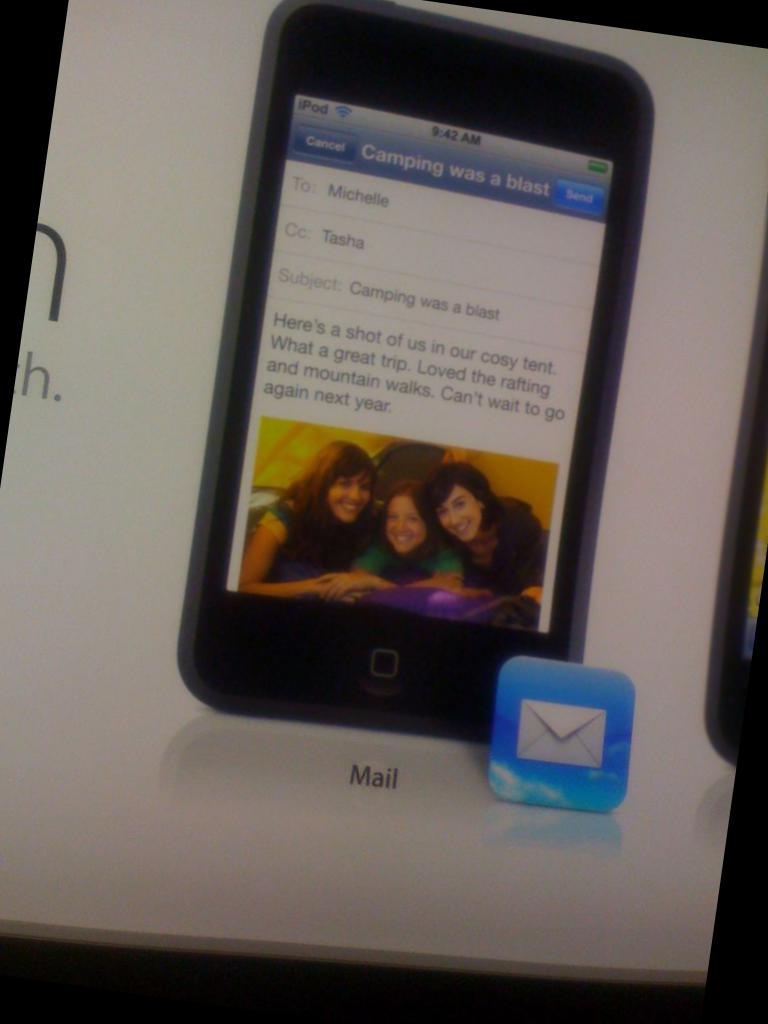 iPod
9:42 AM
Cancel
Camping was a blast
Send
To: Michelle
Cc: Tasha
Subject: Camping was a blast
Here's a shot of us in our cosy tent.
What a great trip. Loved the rafting
and mountain walks. Can't wait to go
again next year.
n
h.
Mail